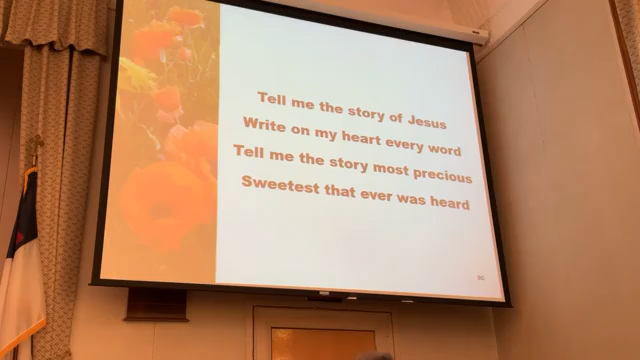 Tell me the story of Jesus
Write on my heart every word
Tell me the story most precious
Sweetest that ever was heard